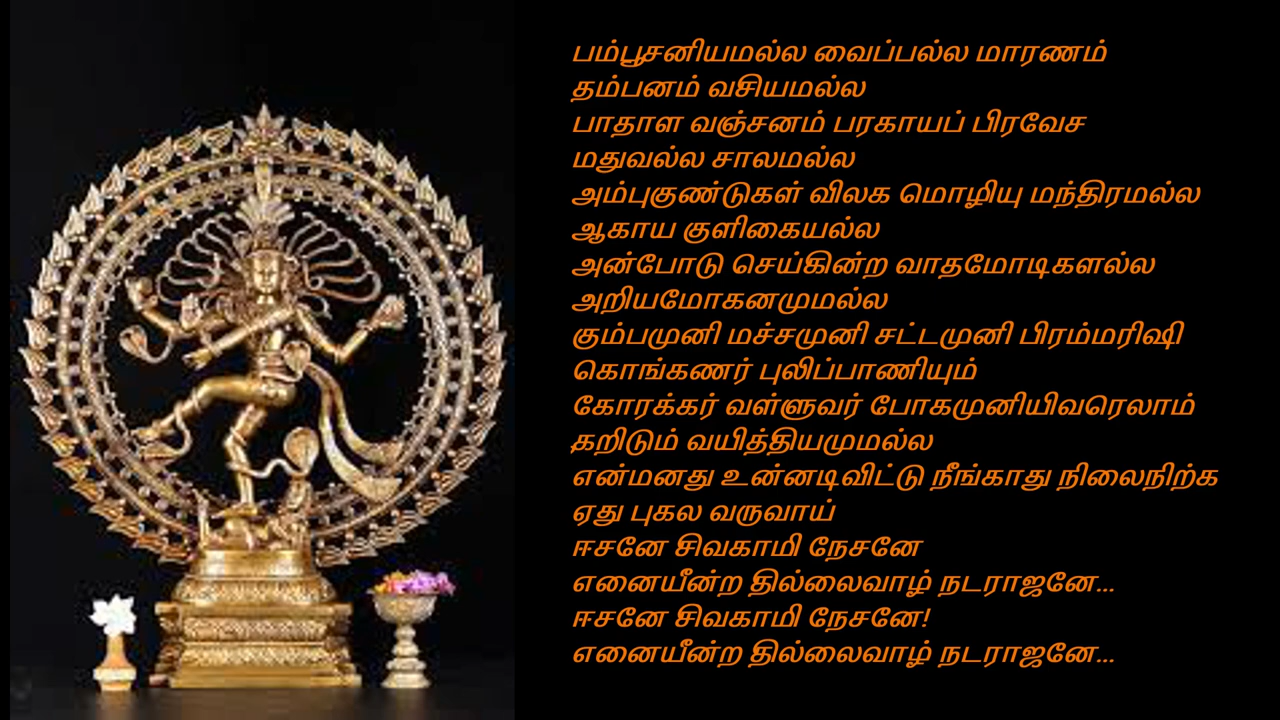 பம்பூசனியமல்ல வைப்பல்ல மாரணம்
தம்பனம் வசியமல்ல
பாதாள வஞ்சனம் பரகாயப் பிரவேச
மதுவல்ல சாலமல்ல
அம்புகுண்டுகள் விலக மொழியு மந்திரமல்ல
ஆகாய குளிகையல்ல
அன்போடு செய்கின்ற வாதமோடிகளல்ல
அறியமோகனமுமல்ல
கும்பமுனி மச்சமுனி சட்டமுனி பிரம்மரிஷி
கொங்கணர் புலிப்பாணியும்
கோரக்கர் வள்ளுவர் போகமுனியிவரெலாம்
கூறிடும் வயித்தியமுமல்ல
என்மனது உன்னடிவிட்டு நீங்காது நிலைநிற்க
ஏது புகல வருவாய்
ஈசனே சிவகாமி நேசனே
எனையீன்ற தில்லைவாழ் நடராஜனே...
ஈசனே சிவகாமி நேசனே!
எனையீன்ற தில்லைவாழ் நடராஜனே...